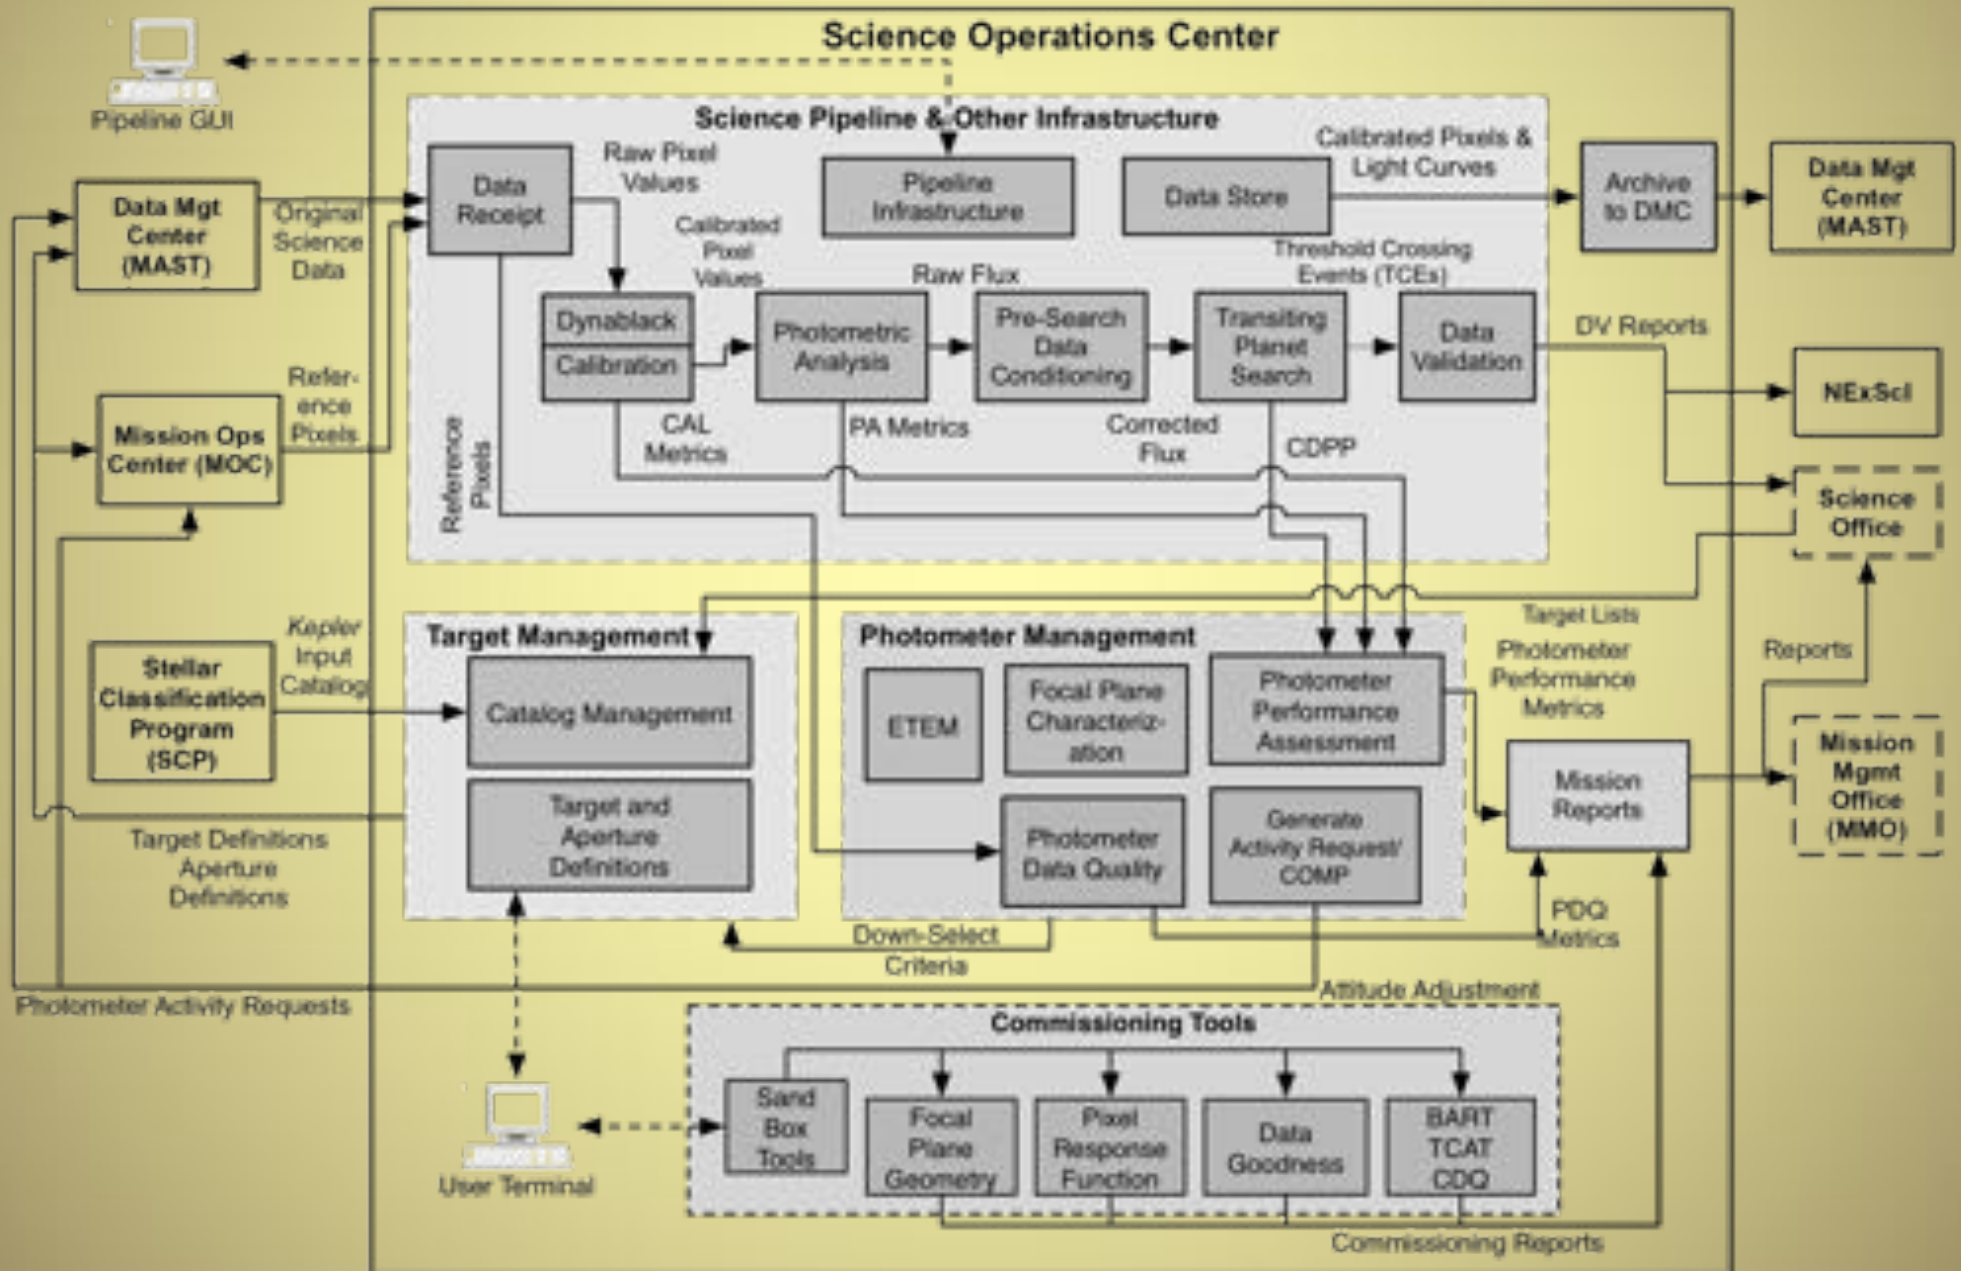 Science Operations Center
Pipeline GUI
Science Pipeline & Other Infrastructure
Data Mgt
Center
(MAST)
Original
Science
Data
Data
Receipt
Raw Pixel
Values
Pipeline
Infrastructure
Data Store
Calibrated Pixels &
Light Curves
Archive
to DMC
Data Mgt
Center
(MAST)
Calibrated
Pixel
Values
Raw Flux
Threshold Crossing
Events (TCEs)
Dynablack
Calibration
Photometric
Analysis
Pre-Search
Data
Conditioning
Transiting
Planet
Search
Data
Validation
DV Reports
NExScI
Mission Ops
Center (MOC)
Refer-
ence
Pixels
Reference
Pixels
CAL
Metrics
PA Metrics
Corrected
Flux
CDPP
Science
Office
Target Lists
Stellar
Classification
Program
(SCP)
Kepler
Input
Catalog
Target Management
Catalog Management
Target and
Aperture
Definitions
Photometer Management
ETEM
Focal Plane
Characteriz-
ation
Photometer
Performance
Assessment
Photometer
Data Quality
Generate
Activity Request/
COMP
Photometer
Performance
Metrics
Reports
Mission
Reports
Mission
Mgmt
Office
(MMO)
Target Definitions
Aperture
Definitions
Down-Select
Criteria
PDQ
Metrics
Photometer Activity Requests
Attitude Adjustment
Commissioning Tools
Sand
Box
Tools
Focal
Plane
Geometry
Pixel
Response
Function
Data
Goodness
BART
TCAT
CDQ
User Terminal
Commissioning Reports